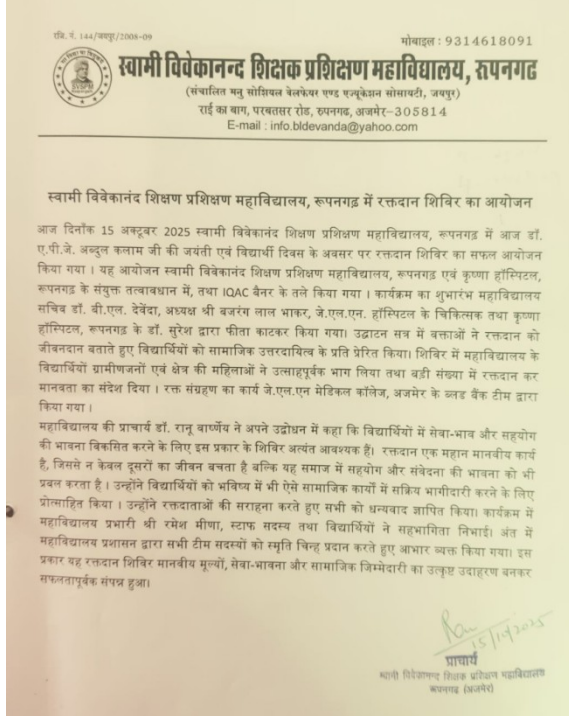 रजि. नं. 144/जयपुर/2008-09
मोबाइल : 9314618091
SVSPM
स्वामी विवेकानन्द शिक्षक प्रशिक्षण महाविद्यालय, रूपनगढ
(संचालित मनु सोशियल वेलफेयर एण्ड एज्यूकेशन सोसायटी, जयपुर)
राई का बाग, परबतसर रोड, रुपनगढ, अजमेर-305814
E-mail : info.bldevanda@yahoo.com
स्वामी विवेकानंद शिक्षण प्रशिक्षण महाविद्यालय, रूपनगढ़ में रक्तदान शिविर का आयोजन
आज दिनाँक 15 अक्टूबर 2025 स्वामी विवेकानंद शिक्षण प्रशिक्षण महाविद्यालय, रूपनगढ़ में आज डॉ.
ए.पी.जे. अब्दुल कलाम जी की जयंती एवं विद्यार्थी दिवस के अवसर पर रक्तदान शिविर का सफल आयोजन
किया गया । यह आयोजन स्वामी विवेकानंद शिक्षण प्रशिक्षण महाविद्यालय, रूपनगढ़ एवं कृष्णा हॉस्पिटल,
रूपनगढ़ के संयुक्त तत्वावधान में, तथा IQAC बैनर के तले किया गया । कार्यक्रम का शुभारंभ महाविद्यालय
सचिव डॉ. बी.एल. देवेंदा, अध्यक्ष श्री बजरंग लाल भाकर, जे.एल.एन. हॉस्पिटल के चिकित्सक तथा कृष्णा
हॉस्पिटल, रूपनगढ़ के डॉ. सुरेश द्वारा फीता काटकर किया गया। उद्घाटन सत्र में वक्ताओं ने रक्तदान को
जीवनदान बताते हुए विद्यार्थियों को सामाजिक उत्तरदायित्व के प्रति प्रेरित किया। शिविर में महाविद्यालय के
विद्यार्थियों ग्रामीणजनों एवं क्षेत्र की महिलाओं ने उत्साहपूर्वक भाग लिया तथा बड़ी संख्या में रक्तदान कर
मानवता का संदेश दिया । रक्त संग्रहण का कार्य जे.एल.एन मेडिकल कॉलेज, अजमेर के ब्लड बैंक टीम द्वारा
किया गया ।
महाविद्यालय की प्राचार्य डॉ. रानू वार्ष्णेय ने अपने उद्बोधन में कहा कि विद्यार्थियों में सेवा-भाव और सहयोग
की भावना विकसित करने के लिए इस प्रकार के शिविर अत्यंत आवश्यक हैं। रक्तदान एक महान मानवीय कार्य
है, जिससे न केवल दूसरों का जीवन बचता है बल्कि यह समाज में सहयोग और संवेदना की भावना को भी
प्रबल करता है । उन्होंने विद्यार्थियों को भविष्य में भी ऐसे सामाजिक कार्यों में सक्रिय भागीदारी करने के लिए
प्रोत्साहित किया । उन्होंने रक्तदाताओं की सराहना करते हुए सभी को धन्यवाद ज्ञापित किया। कार्यक्रम में
महाविद्यालय प्रभारी श्री रमेश मीणा, स्टाफ सदस्य तथा विद्यार्थियों ने सहभागिता निभाई। अंत में
महाविद्यालय प्रशासन द्वारा सभी टीम सदस्यों को स्मृति चिन्ह प्रदान करते हुए आभार व्यक्त किया गया। इस
प्रकार यह रक्तदान शिविर मानवीय मूल्यों, सेवा-भावना और सामाजिक जिम्मेदारी का उत्कृष्ट उदाहरण बनकर
सफलतापूर्वक संपन्न हुआ।
15/10/2025
प्राचार्य
स्वामी विवेकानन्द शिक्षक प्रशिक्षण महाविद्यालय
रूपनगढ़ (अजमेर)